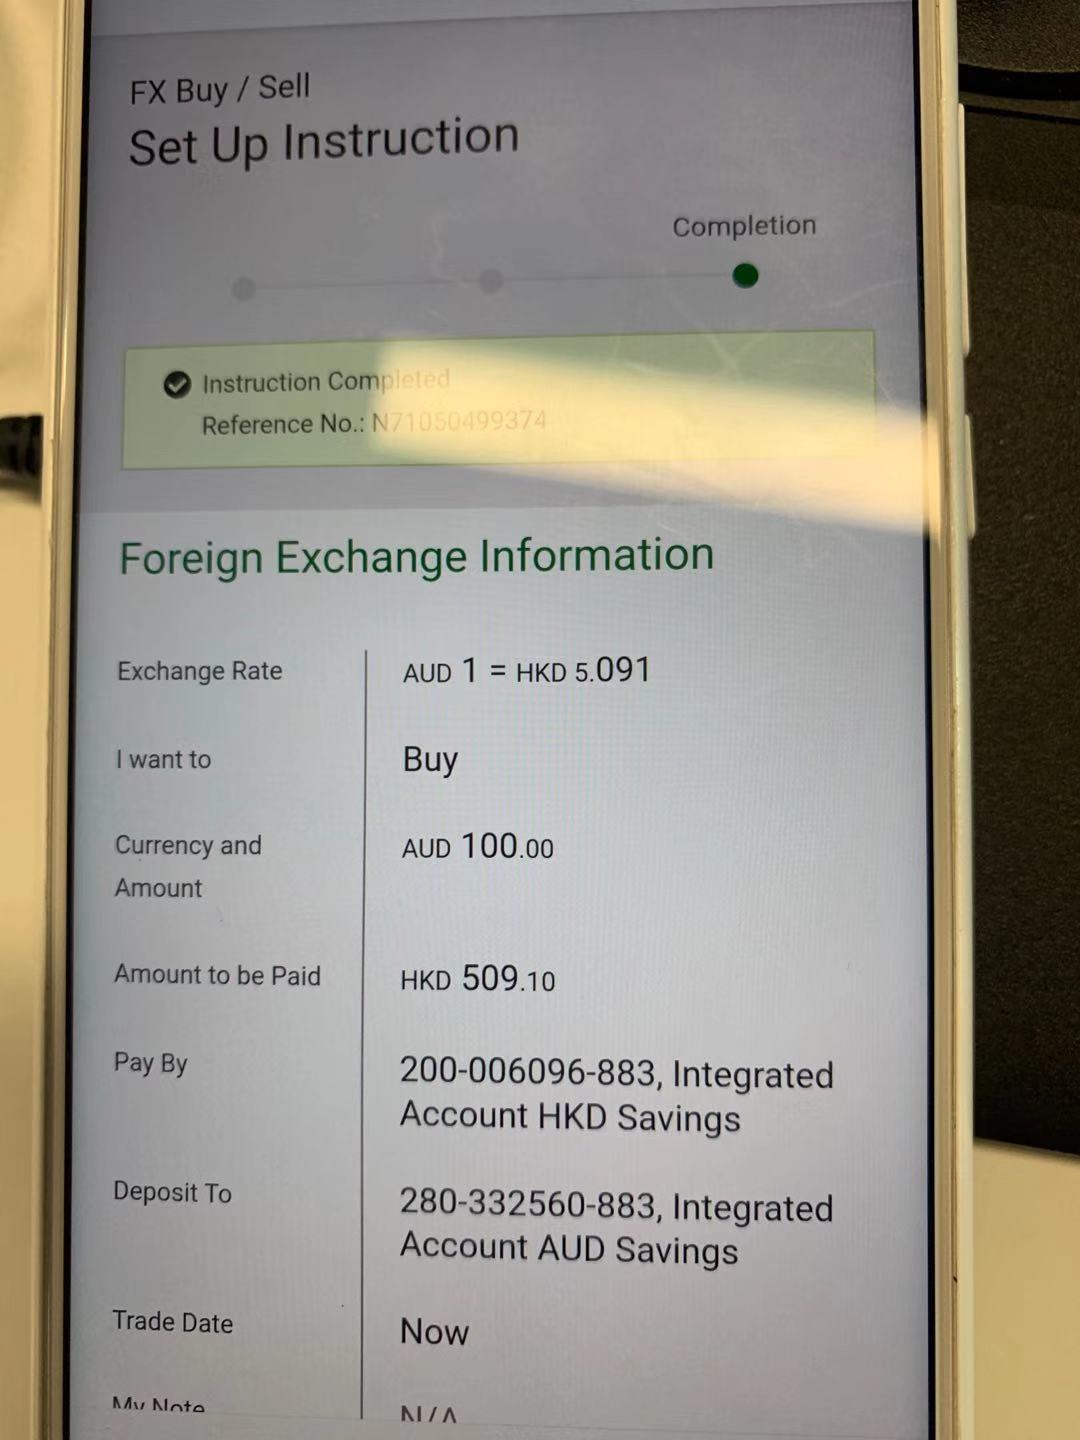 FX Buy / Sell
Set Up Instruction
Completion
Instruction Completed
Reference No.: N71050499374
Foreign Exchange Information
Exchange Rate AUD 1 = HKD 5.091
I want to Buy
Currency and Amount AUD 100.00
Amount to be Paid HKD 509.10
Pay By 200-006096-883, Integrated
Account HKD Savings
Deposit To 280-332560-883, Integrated
Account AUD Savings
Trade Date Now
My Note N/A